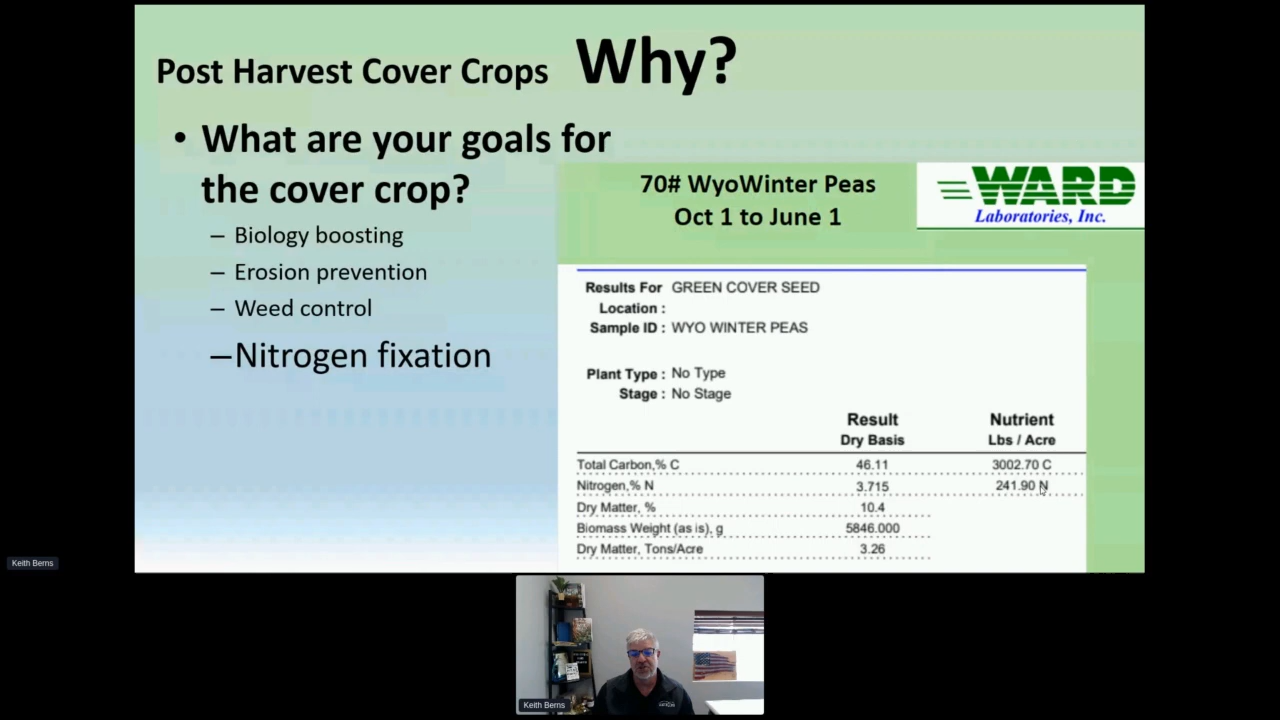 Post Harvest Cover Crops Why?
• What are your goals for
the cover crop?
– Biology boosting
– Erosion prevention
– Weed control
–Nitrogen fixation
70# WyoWinter Peas
Oct 1 to June 1
WARD
Laboratories, Inc.
Results For GREEN COVER SEED
Location :
Sample ID : WYO WINTER PEAS
Plant Type : No Type
Stage : No Stage
Result Nutrient
Dry Basis Lbs / Acre
Total Carbon,% C 46.11 3002.70 C
Nitrogen,% N 3.715 241.90 N
Dry Matter, % 10.4
Biomass Weight (as is), g 5846.000
Dry Matter, Tons/Acre 3.26
Keith Berns
Keith Berns